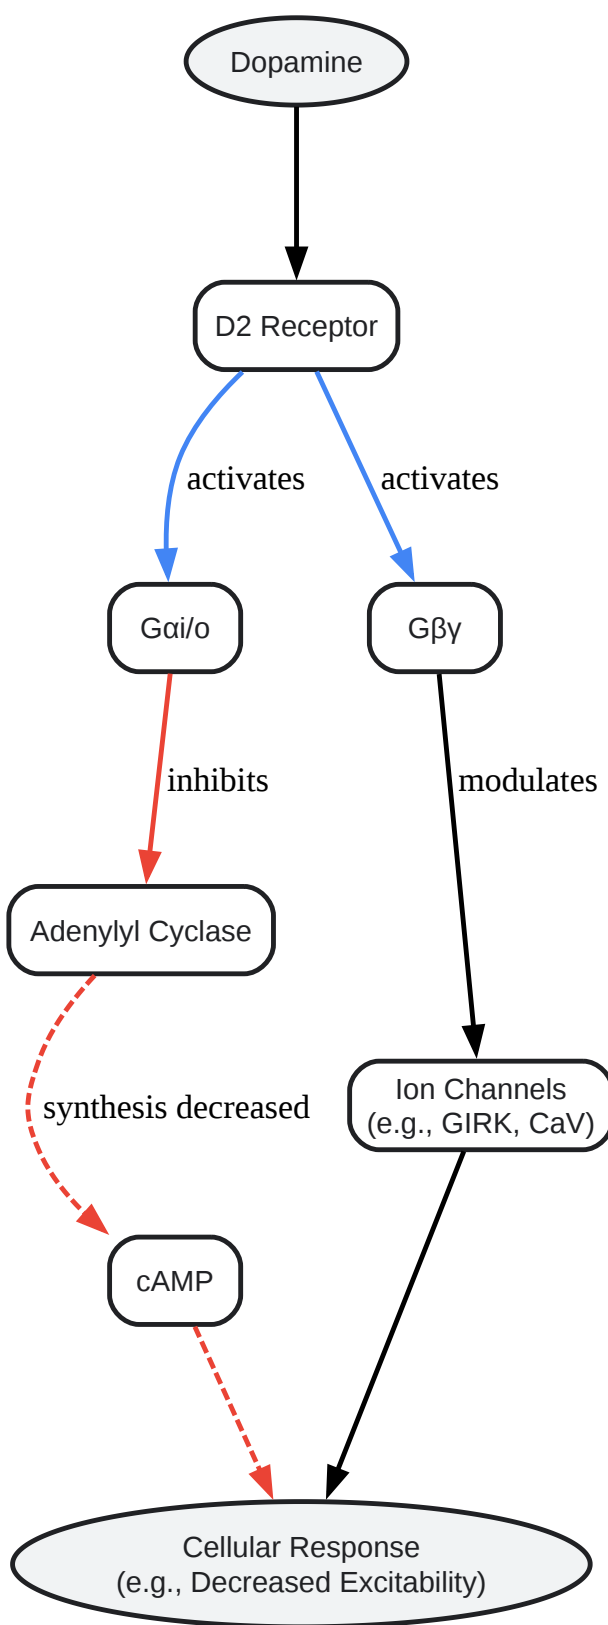 Dopamine
D2 Receptor
activates
activates
Gαi/o
Gβγ
inhibits
modulates
Adenylyl Cyclase
Ion Channels
(e.g., GIRK, CaV)
synthesis decreased
cAMP
Cellular Response
(e.g., Decreased Excitability)